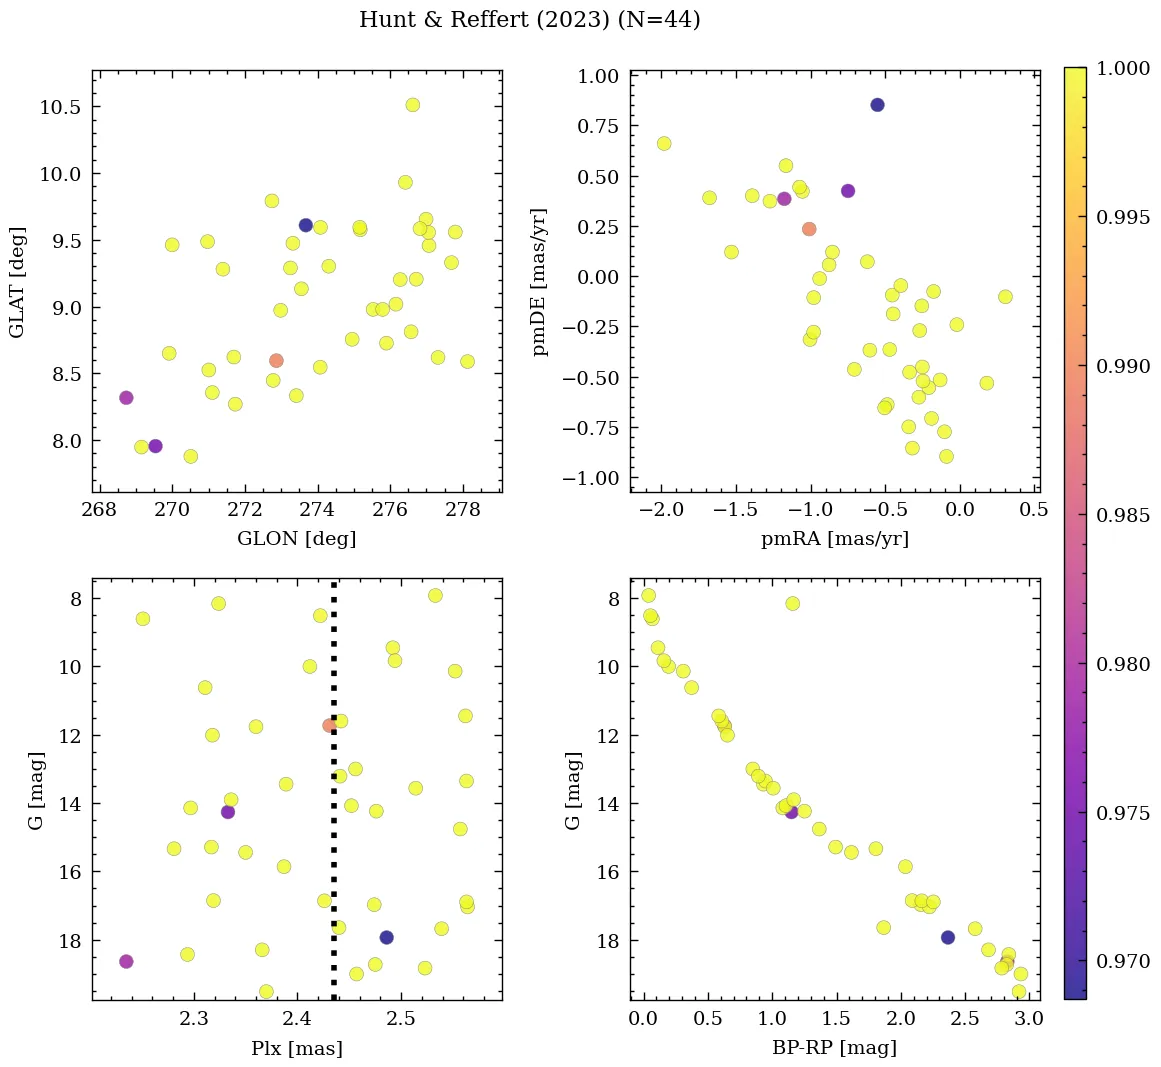 Hunt & Reffert (2023) (N=44)
10.5
10.0
9.5
9.0
8.5
8.0
GLAT [deg]
268 270 272 274 276 278
GLON [deg]
1.00
0.75
0.50
0.25
0.00
−0.25
−0.50
−0.75
−1.00
pmDE [mas/yr]
−2.0 −1.5 −1.0 −0.5 0.0 0.5
pmRA [mas/yr]
8
10
12
14
16
18
G [mag]
2.3 2.4 2.5
Plx [mas]
8
10
12
14
16
18
G [mag]
0.0 0.5 1.0 1.5 2.0 2.5 3.0
BP-RP [mag]
1.000
0.995
0.990
0.985
0.980
0.975
0.970